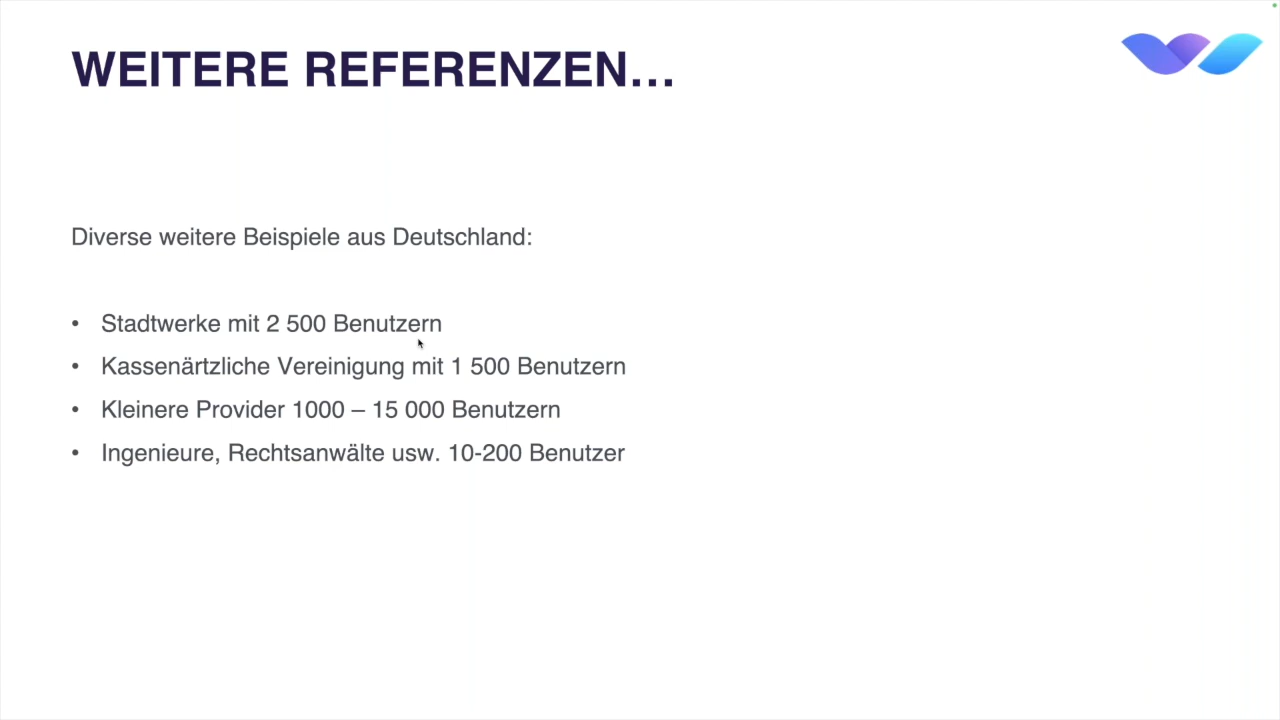 WEITERE REFERENZEN…
Diverse weitere Beispiele aus Deutschland:
• Stadtwerke mit 2 500 Benutzern
• Kassenärtzliche Vereinigung mit 1 500 Benutzern
• Kleinere Provider 1000 – 15 000 Benutzern
• Ingenieure, Rechtsanwälte usw. 10-200 Benutzer